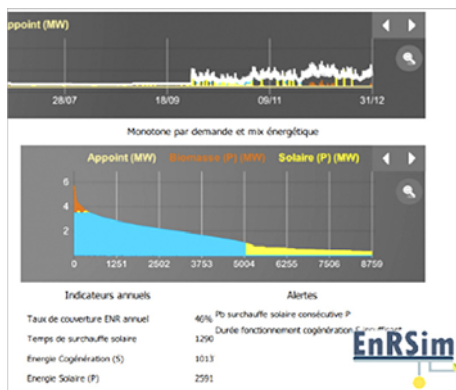 ppoint (MW)
28/07 18/09 09/11 31/12
Monotone par demande et mix énergétique
Appoint (MW) Biomasse (P) (MW) Solaire (P) (MW)
6
4
2
0 1251 2502 3753 5004 6255 7506 8759
Indicateurs annuels Alertes
Taux de couverture ENR annuel 46% Pb surchauffe solaire consécutive P
Temps de surchauffe solaire 1290 Durée fonctionnement cogénération
Energie Cogénération (S) 1013
Energie Solaire (P) 2591
EnRSim